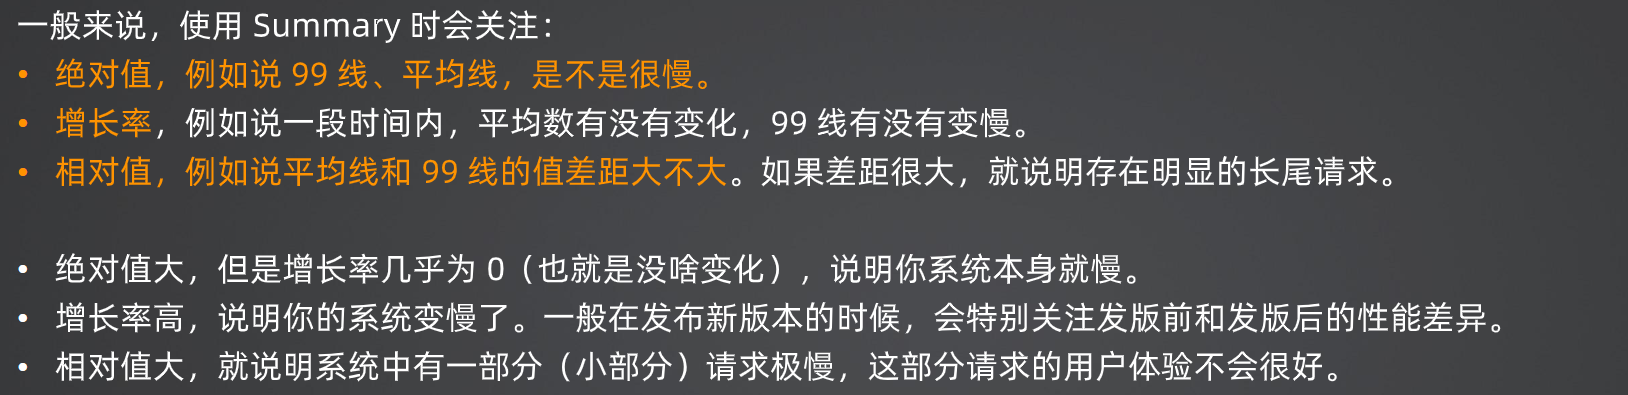 一般来说，使用 Summary 时会关注：
• 绝对值，例如说 99 线、平均线，是不是很慢。
• 增长率，例如说一段时间内，平均数有没有变化，99 线有没有变慢。
• 相对值，例如说平均线和 99 线的值差距大不大。如果差距很大，就说明存在明显的长尾请求。
• 绝对值大，但是增长率几乎为 0（也就是没啥变化），说明你系统本身就慢。
• 增长率高，说明你的系统变慢了。一般在发布新版本的时候，会特别关注发版前和发版后的性能差异。
• 相对值大，就说明系统中有一部分（小部分）请求极慢，这部分请求的用户体验不会很好。